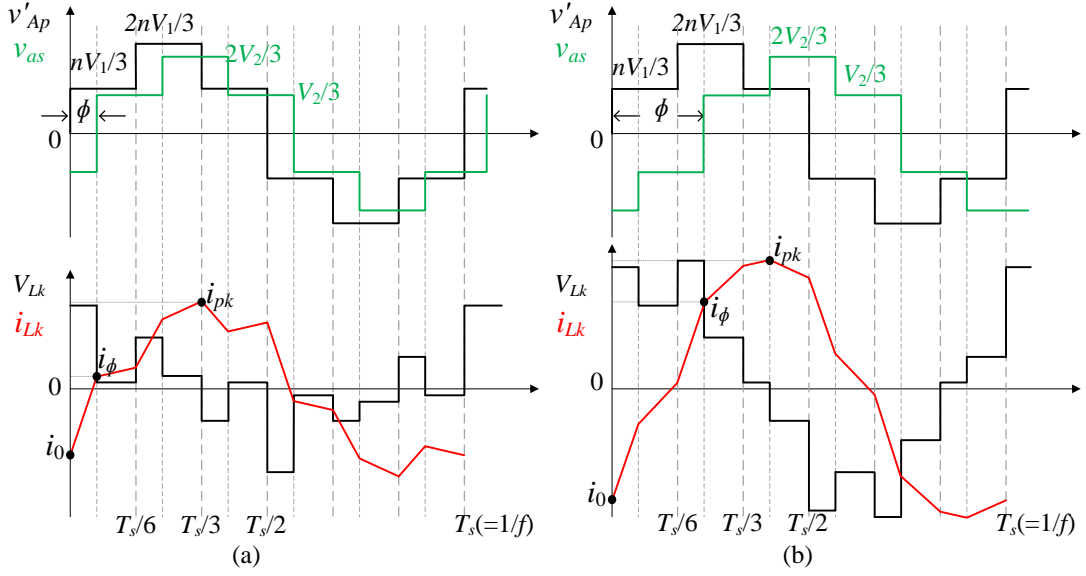 v'Ap
vas
2nV1/3
nV1/3
2V2/3
V2/3
ϕ
0
VLk
iLk
ipk
iϕ
0
i0
Ts/6
Ts/3
Ts/2
Ts(=1/f)
(a)
v'Ap
vas
2nV1/3
nV1/3
2V2/3
V2/3
ϕ
0
VLk
iLk
ipk
iϕ
0
i0
Ts/6
Ts/3
Ts/2
Ts(=1/f)
(b)